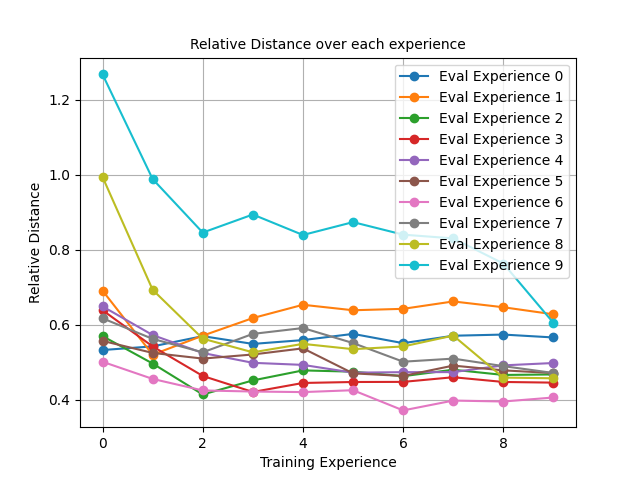 Relative Distance over each experience
Relative Distance
1.2
1.0
0.8
0.6
0.4
Eval Experience 0
Eval Experience 1
Eval Experience 2
Eval Experience 3
Eval Experience 4
Eval Experience 5
Eval Experience 6
Eval Experience 7
Eval Experience 8
Eval Experience 9
0 2 4 6 8
Training Experience